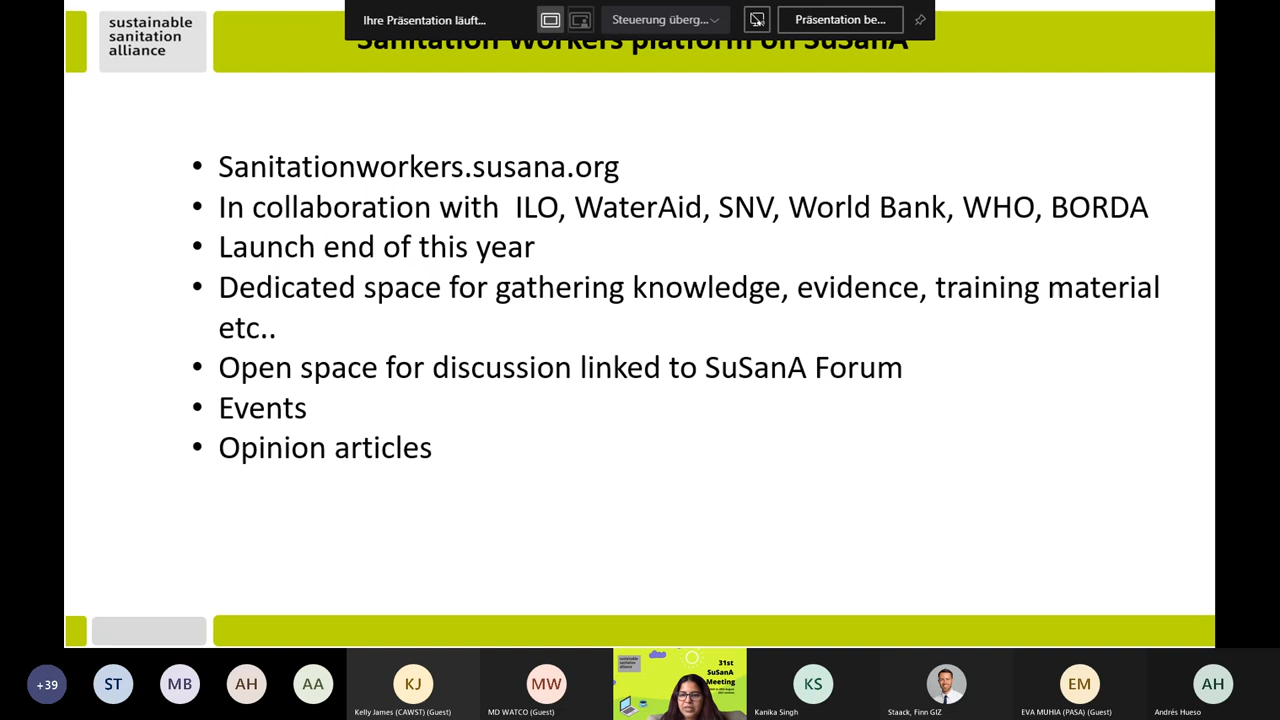 sustainable
sanitation
alliance
Ihre Präsentation läuft...
Steuerung überg...
Präsentation be...
Sanitation Workers platform on SuSanA
• Sanitationworkers.susana.org
• In collaboration with ILO, WaterAid, SNV, World Bank, WHO, BORDA
• Launch end of this year
• Dedicated space for gathering knowledge, evidence, training material
etc..
• Open space for discussion linked to SuSanA Forum
• Events
• Opinion articles
+39
ST
MB
AH
AA
KJ
Kelly James (CAWST) (Guest)
MW
MD WATCO (Guest)
sustainable
sanitation
alliance
31st
SuSanA
Meeting
KS
Kanika Singh
Staack, Finn GIZ
EM
EVA MUHIA (PASA) (Guest)
AH
Andrés Hueso